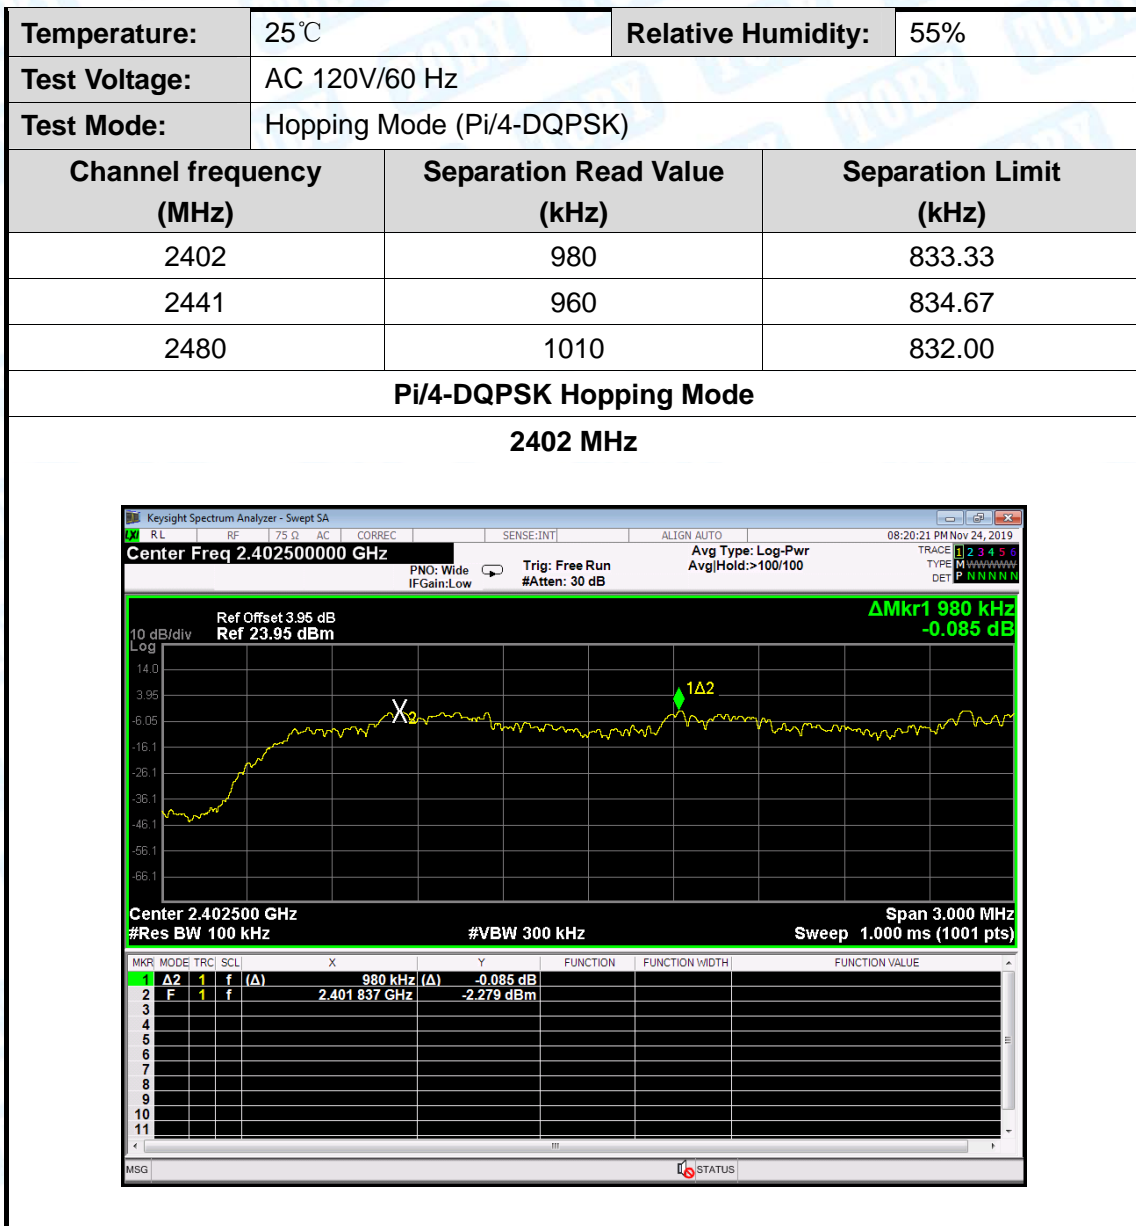 Temperature: 25℃ Relative Humidity: 55%
Test Voltage: AC 120V/60 Hz
Test Mode: Hopping Mode (Pi/4-DQPSK)
Channel frequency (MHz) Separation Read Value (kHz) Separation Limit (kHz)
2402 980 833.33
2441 960 834.67
2480 1010 832.00
Pi/4-DQPSK Hopping Mode
2402 MHz
Keysight Spectrum Analyzer - Swept SA
LXI RL RF 75 Ω AC CORREC SENSE:INT ALIGN AUTO 08:20:21 PM Nov 24, 2019
Center Freq 2.402500000 GHz
PNO: Wide
IFGain:Low
Trig: Free Run
#Atten: 30 dB
Avg Type: Log-Pwr
Avg|Hold:>100/100
TRACE 1 2 3 4 5 6
TYPE M WWWWW
DET P N N N N N
ΔMkr1 980 kHz
-0.085 dB
Ref Offset 3.95 dB
10 dB/div Ref 23.95 dBm
Log
14.0
3.95
-6.05
-16.1
-26.1
-36.1
-46.1
-56.1
-66.1
1Δ2
X2
Center 2.402500 GHz Span 3.000 MHz
#Res BW 100 kHz #VBW 300 kHz Sweep 1.000 ms (1001 pts)
MKR MODE TRC SCL X Y FUNCTION FUNCTION WIDTH FUNCTION VALUE
1 Δ2 1 f (Δ) 980 kHz (Δ) -0.085 dB
2 F 1 f 2.401 837 GHz -2.279 dBm
3
4
5
6
7
8
9
10
11
MSG STATUS
TOBY